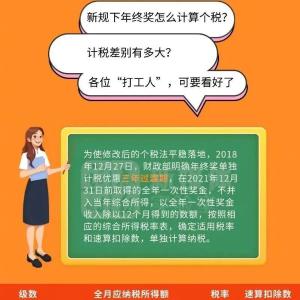 新规下年终奖怎么计算个税？
计税差别有多大？
各位“打工人”，可要看好了
为使修改后的个税法平稳落地，2018
年12月27日，财政部明确年终奖单独
计税优惠三年过渡期，在2021年12月
31日前取得的全年一次性奖金，不并
入当年综合所得，以全年一次性奖金
收入除以12个月得到的数额，按照相
应的综合所得税率表，确定适用税率
和速算扣除数，单独计算纳税。
级数 全月应纳税所得额 税率 速算扣除数